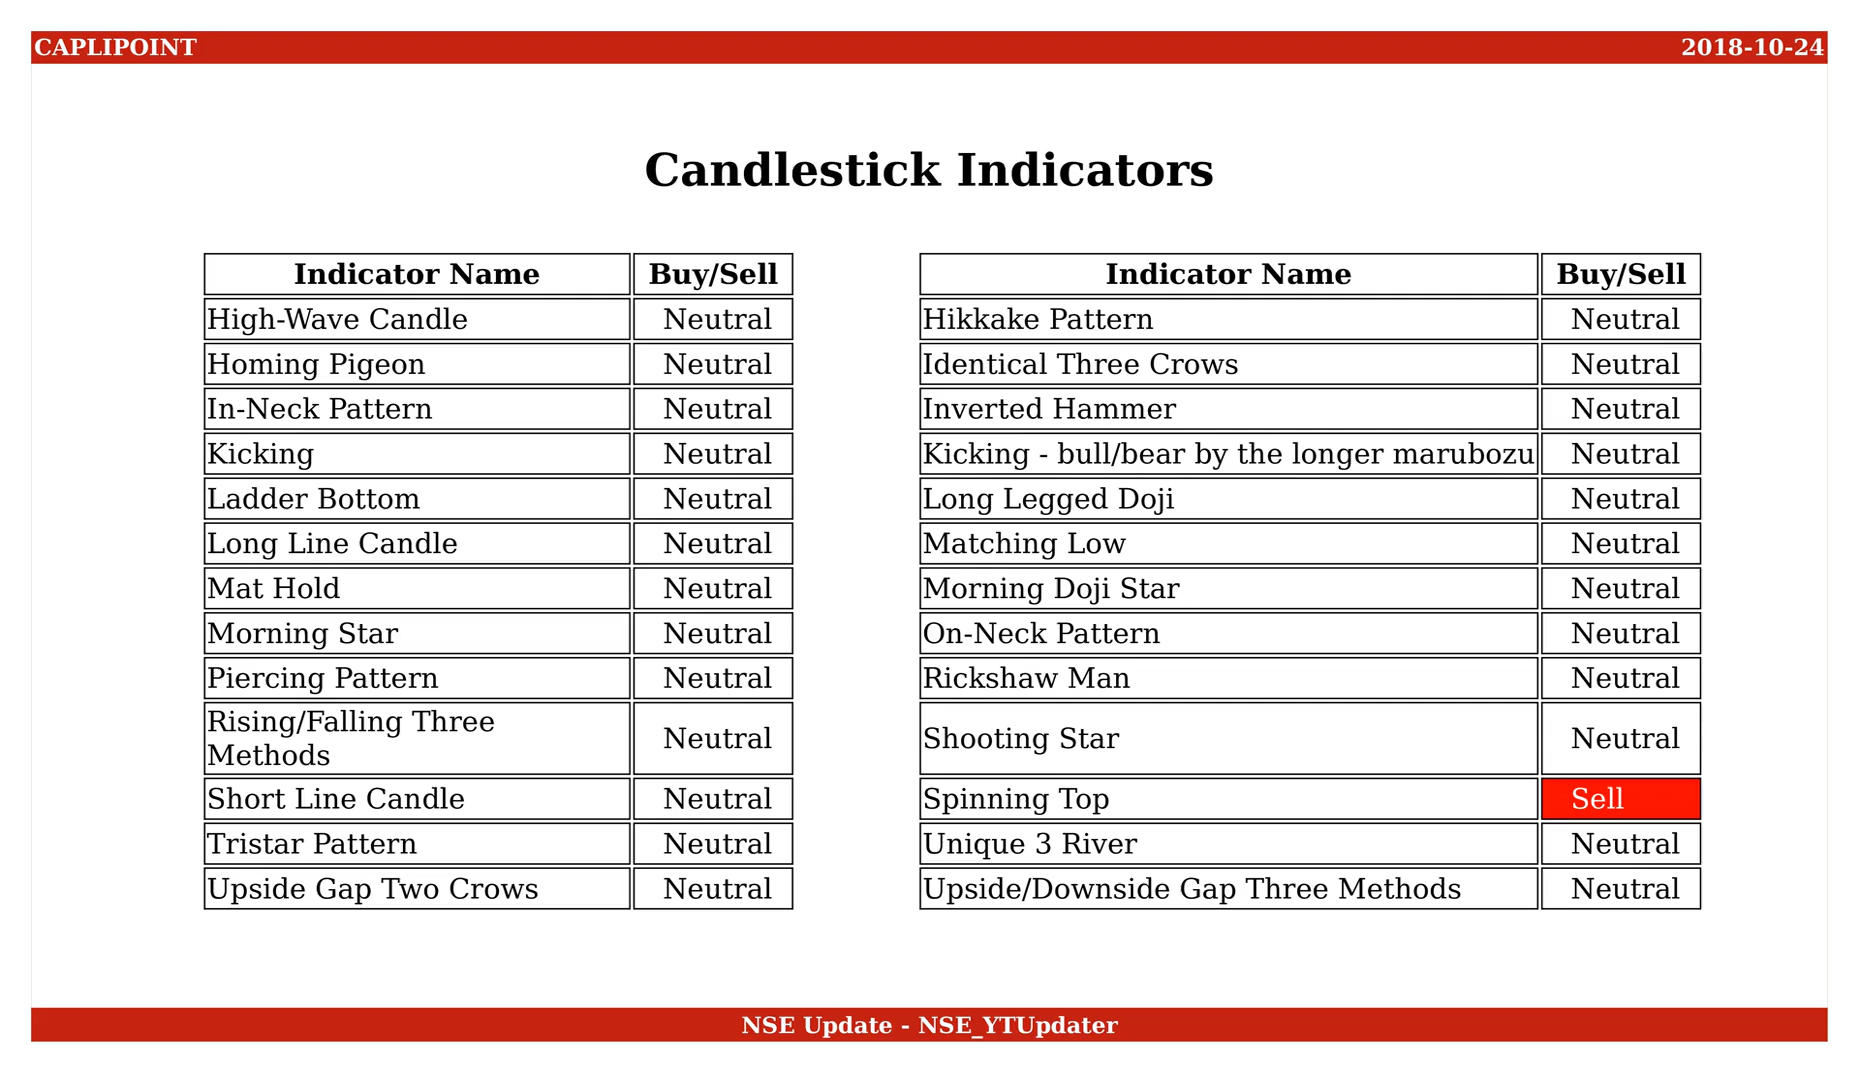 CAPLIPOINT 2018-10-24
Candlestick Indicators
Indicator Name Buy/Sell
High-Wave Candle Neutral
Homing Pigeon Neutral
In-Neck Pattern Neutral
Kicking Neutral
Ladder Bottom Neutral
Long Line Candle Neutral
Mat Hold Neutral
Morning Star Neutral
Piercing Pattern Neutral
Rising/Falling Three
Methods Neutral
Short Line Candle Neutral
Tristar Pattern Neutral
Upside Gap Two Crows Neutral
Indicator Name Buy/Sell
Hikkake Pattern Neutral
Identical Three Crows Neutral
Inverted Hammer Neutral
Kicking - bull/bear by the longer marubozu Neutral
Long Legged Doji Neutral
Matching Low Neutral
Morning Doji Star Neutral
On-Neck Pattern Neutral
Rickshaw Man Neutral
Shooting Star Neutral
Spinning Top Sell
Unique 3 River Neutral
Upside/Downside Gap Three Methods Neutral
NSE Update - NSE_YTUpdater